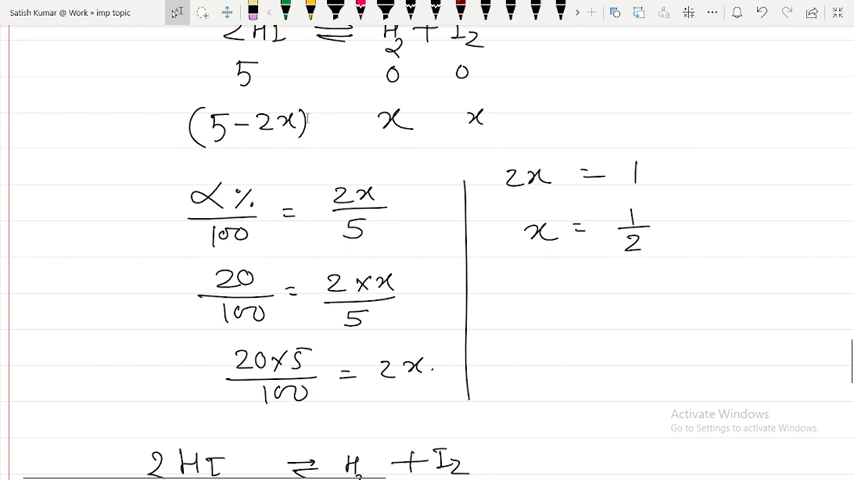 Satish Kumar @ Work » imp topic
2HI ⇌ H₂ + I₂
5 0 0
(5-2x) x x
α%/100 = 2x/5
20/100 = 2×x/5
20×5/100 = 2x.
2x = 1
x = 1/2
Activate Windows
Go to Settings to activate Windows.
2HI ⇌ H₂ + I₂